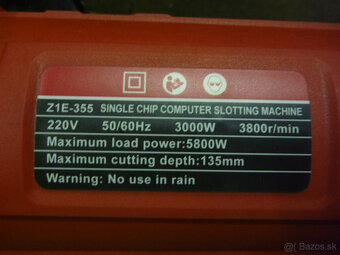 Z1E-355 SINGLE CHIP COMPUTER SLOTTING MACHINE
220V 50/60Hz 3000W 3800r/min
Maximum load power:5800W
Maximum cutting depth:135mm
Warning: No use in rain
Bazos.sk